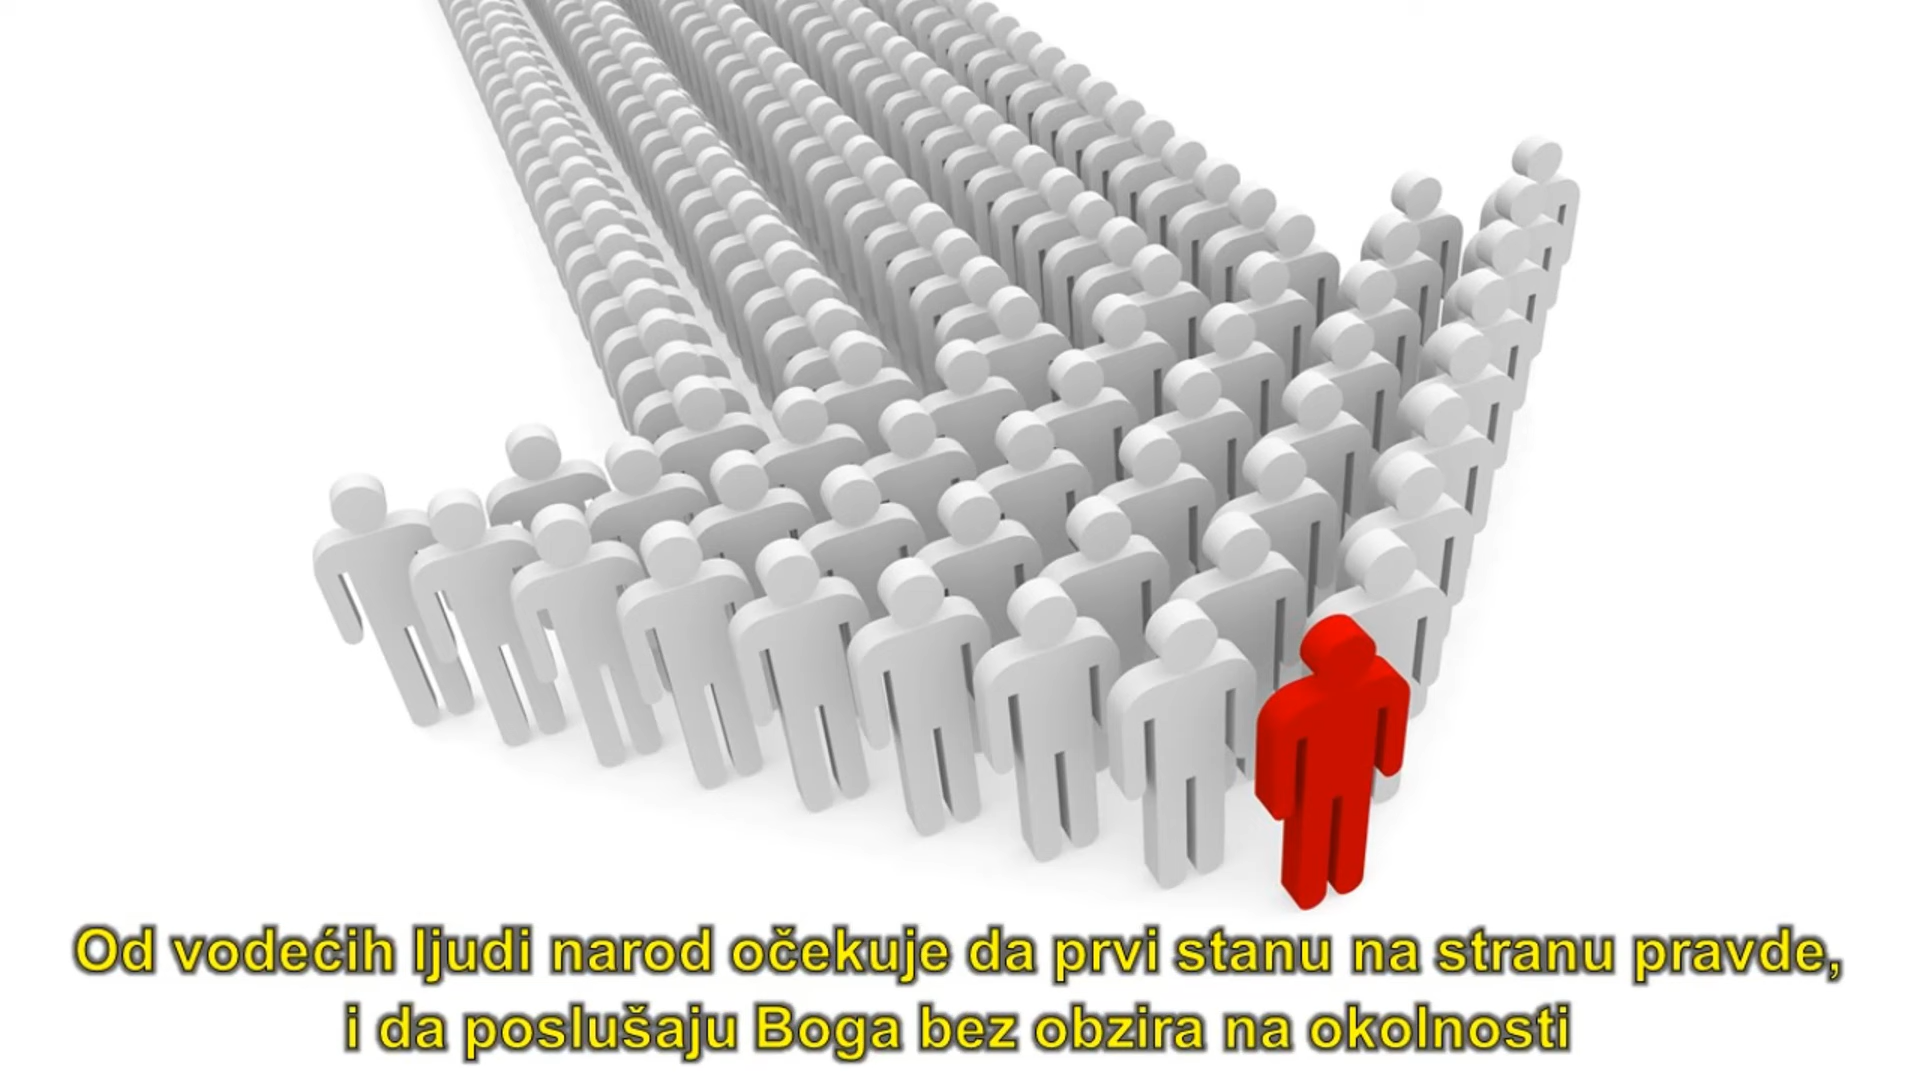 Od vodećih ljudi narod očekuje da prvi stanu na stranu pravde,
i da poslušaju Boga bez obzira na okolnosti